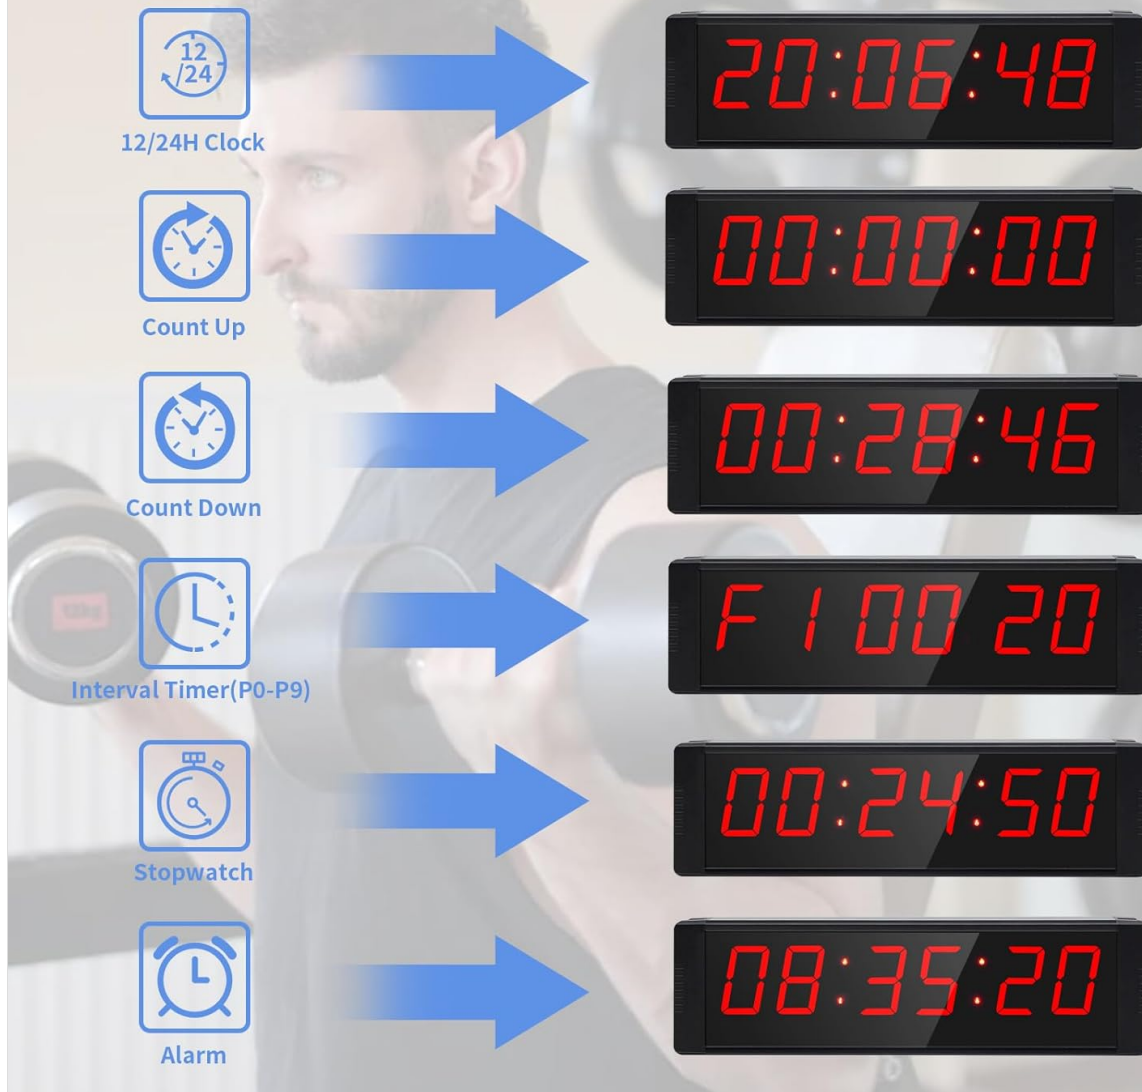 12
/24
12/24H Clock
20:06:48
Count Up
00:00:00
Count Down
00:28:46
Interval Timer(P0-P9)
F1 00 20
Stopwatch
00:24:50
Alarm
08:35:20